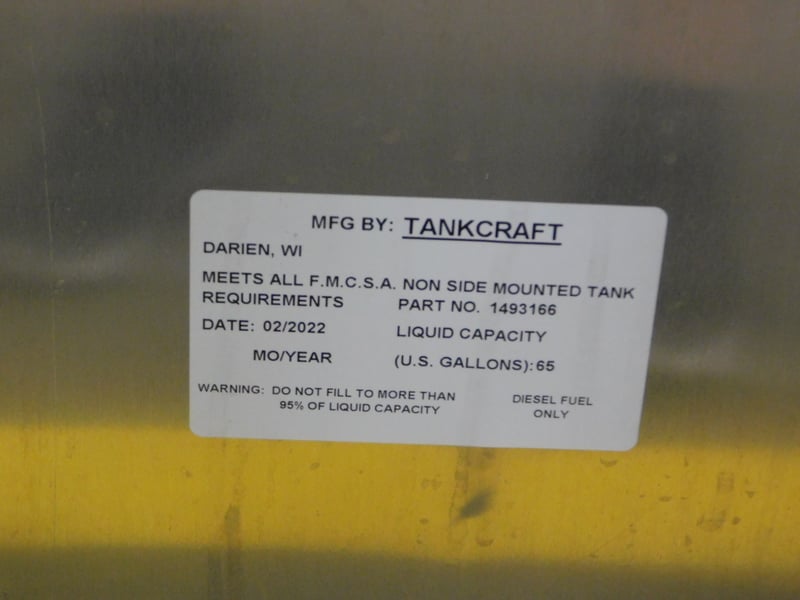 MFG BY: TANKCRAFT
DARIEN, WI
MEETS ALL F.M.C.S.A. NON SIDE MOUNTED TANK
REQUIREMENTS PART NO. 1493166
DATE: 02/2022 LIQUID CAPACITY
MO/YEAR (U.S. GALLONS): 65
WARNING: DO NOT FILL TO MORE THAN
95% OF LIQUID CAPACITY
DIESEL FUEL
ONLY